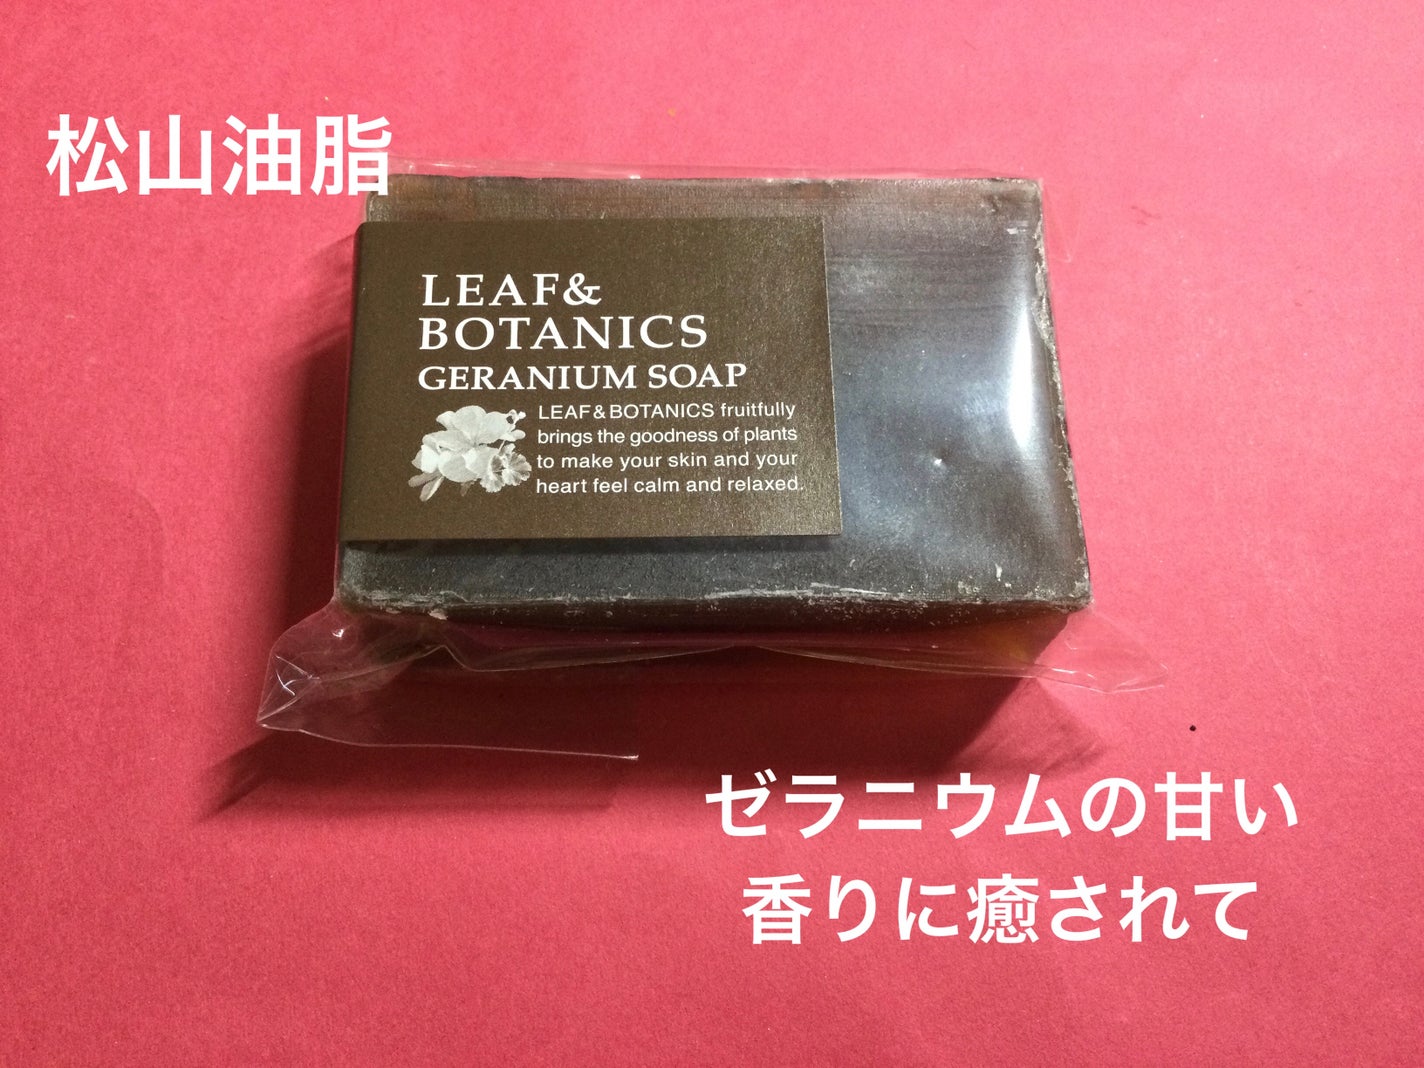 松山油脂
LEAF&
BOTANICS
GERANIUM SOAP
LEAF & BOTANICS fruitfully
brings the goodness of plants
to make your skin and your
heart feel calm and relaxed.
ゼラニウムの甘い
香りに癒されて